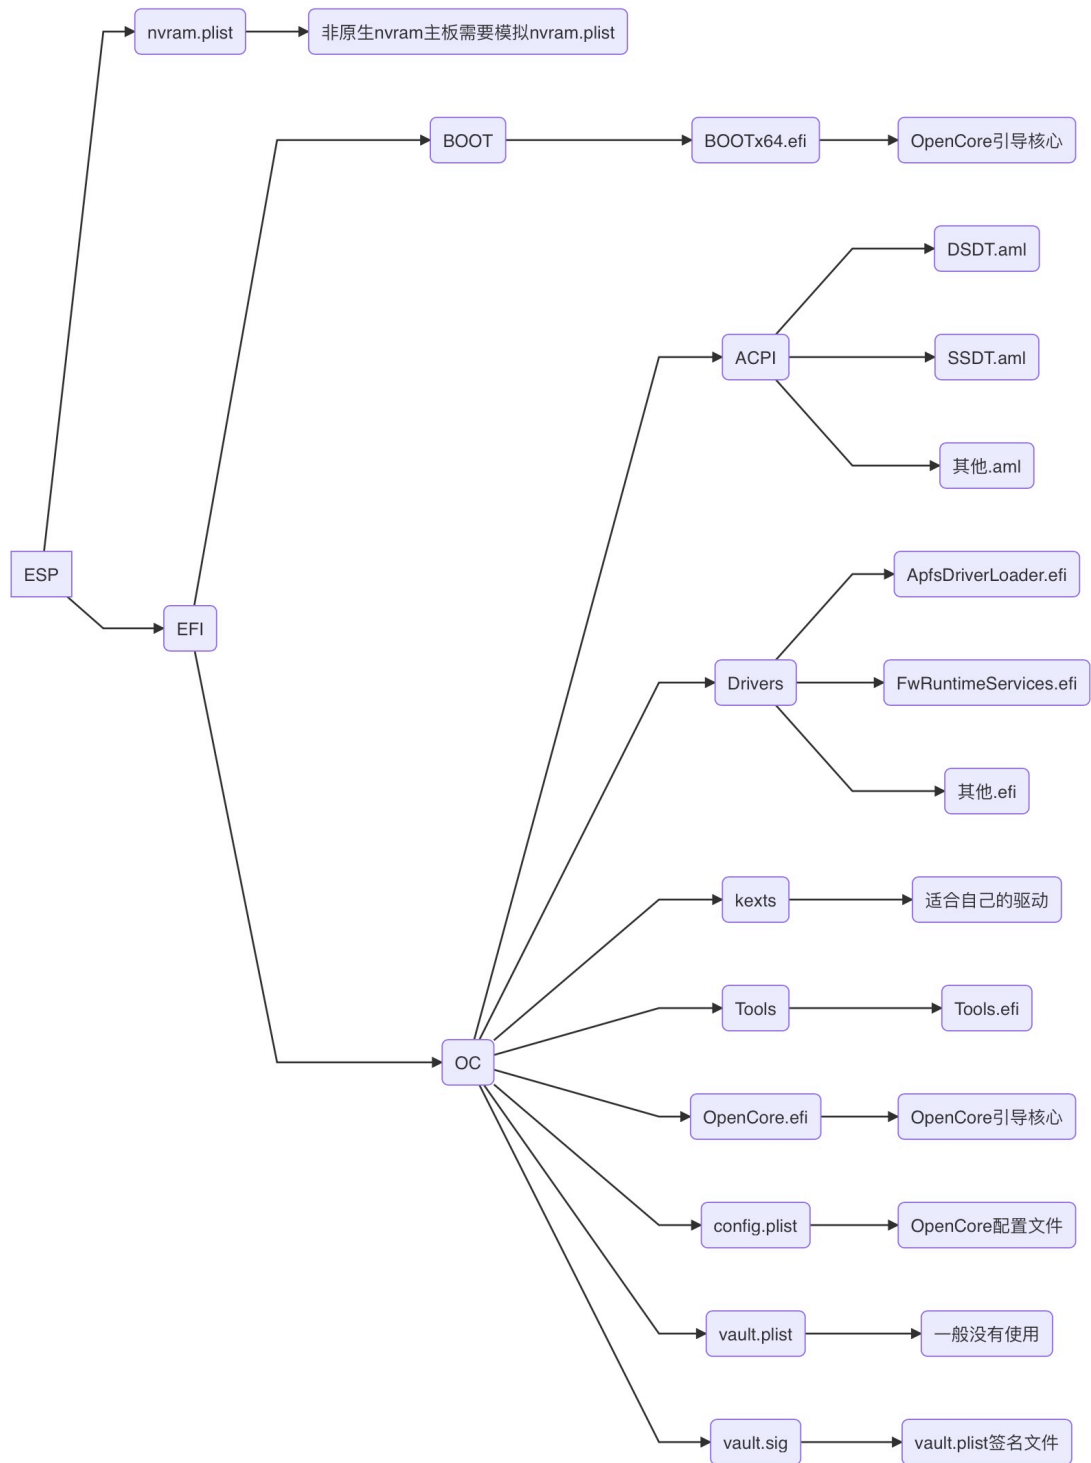 nvram.plist
非原生nvram主板需要模拟nvram.plist
BOOT
BOOTx64.efi
OpenCore引导核心
DSDT.aml
ACPI
SSDT.aml
其他.aml
ESP
ApfsDriverLoader.efi
EFI
Drivers
FwRuntimeServices.efi
其他.efi
kexts
适合自己的驱动
Tools
Tools.efi
OC
OpenCore.efi
OpenCore引导核心
config.plist
OpenCore配置文件
vault.plist
一般没有使用
vault.sig
vault.plist签名文件